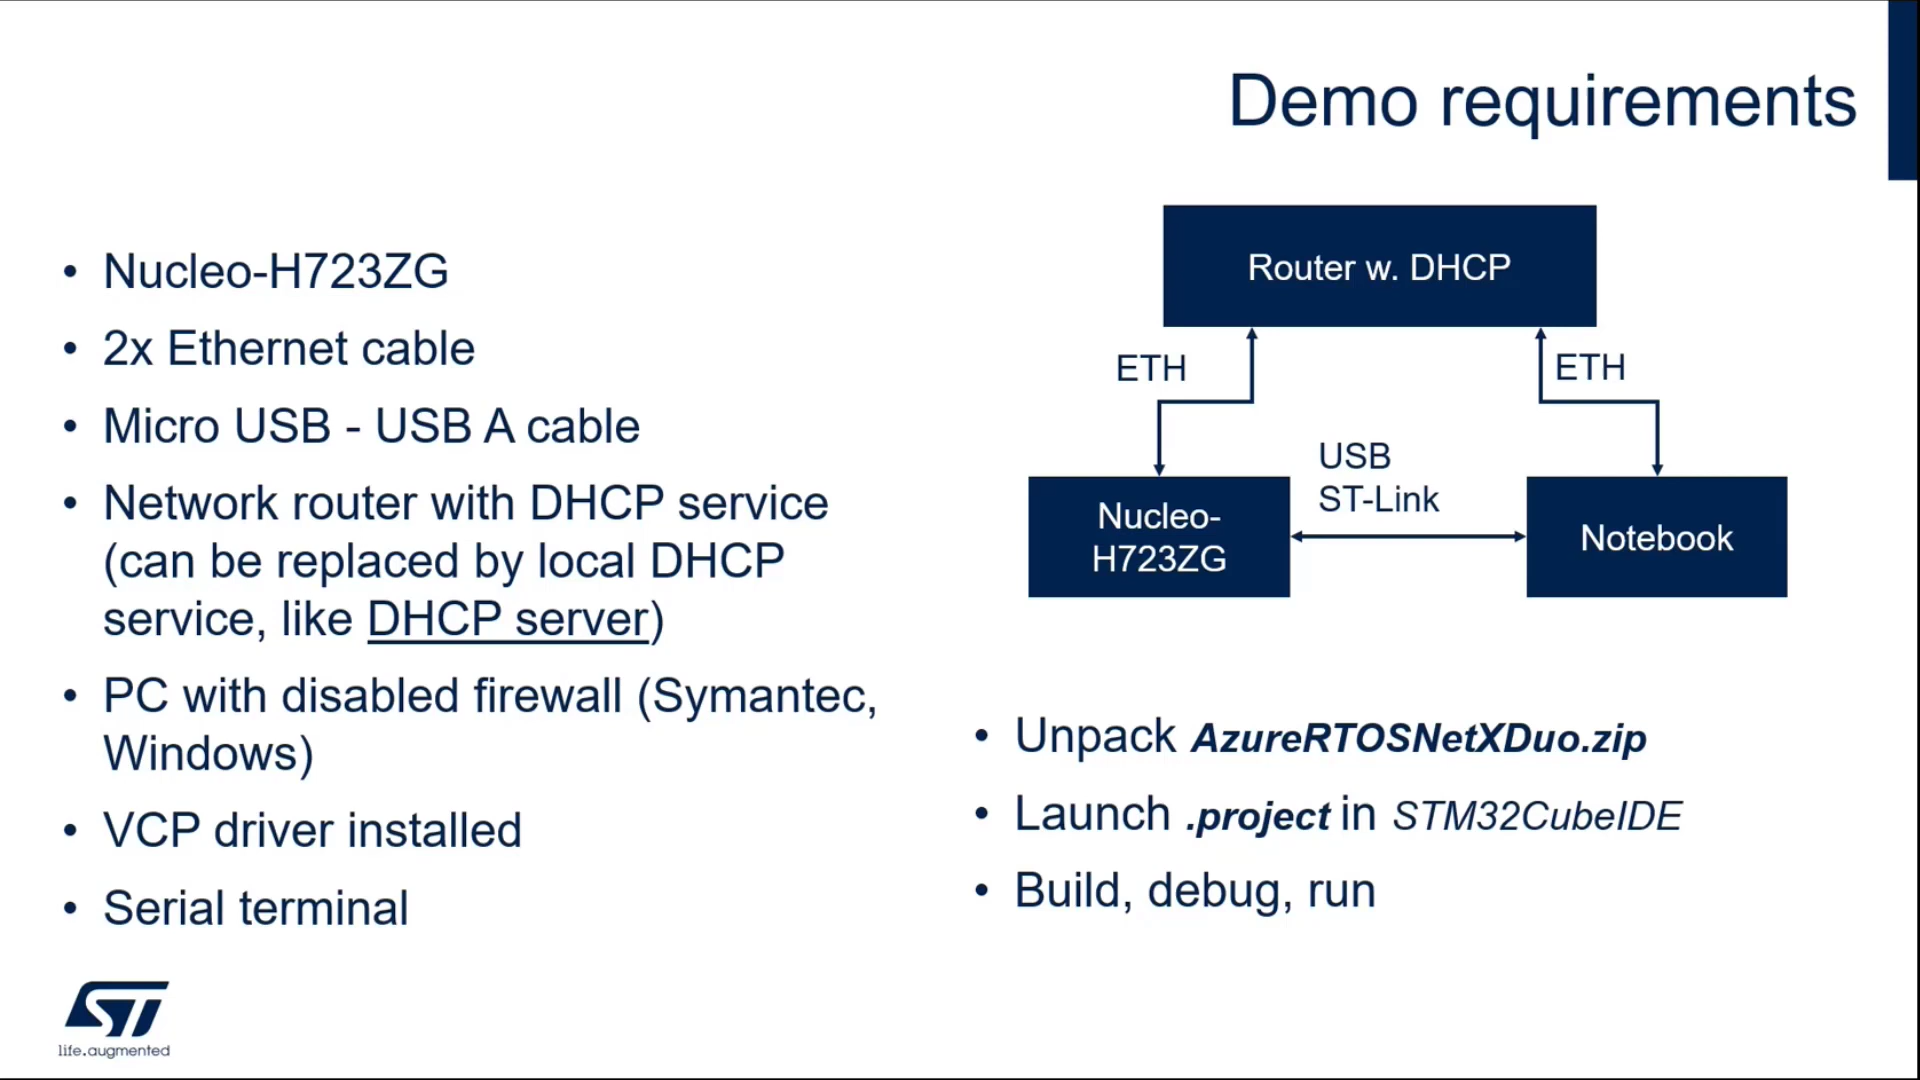 Demo requirements
• Nucleo-H723ZG
• 2x Ethernet cable
• Micro USB - USB A cable
• Network router with DHCP service
(can be replaced by local DHCP
service, like DHCP server)
• PC with disabled firewall (Symantec,
Windows)
• VCP driver installed
• Serial terminal
Router w. DHCP
ETH
ETH
USB
ST-Link
Nucleo-
H723ZG
Notebook
• Unpack AzureRTOSNetXDuo.zip
• Launch .project in STM32CubeIDE
• Build, debug, run
ST
life.augmented